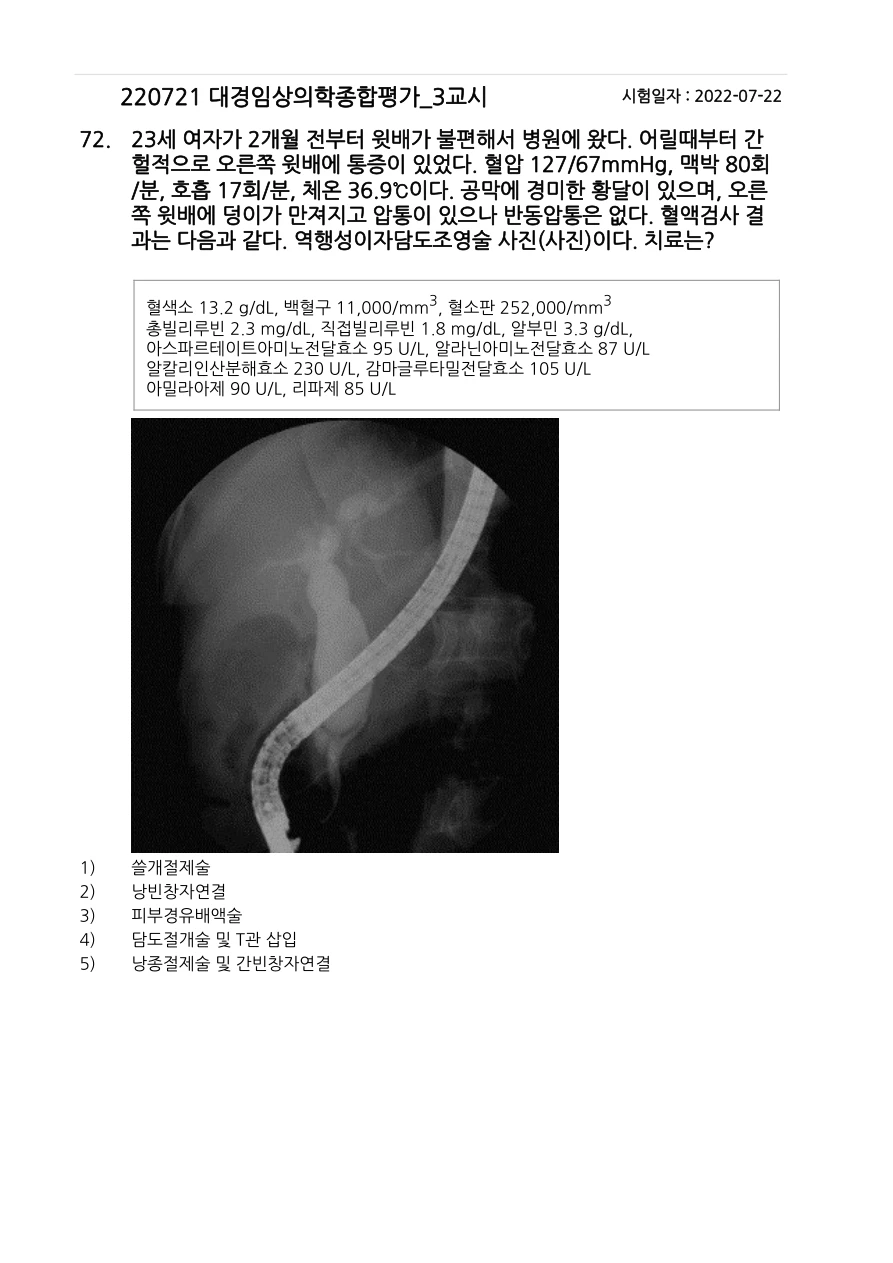 220721 대경임상의학종합평가_3교시
시험일자 : 2022-07-22
72. 23세 여자가 2개월 전부터 윗배가 불편해서 병원에 왔다. 어릴때부터 간
헐적으로 오른쪽 윗배에 통증이 있었다. 혈압 127/67mmHg, 맥박 80회
/분, 호흡 17회/분, 체온 36.9℃이다. 공막에 경미한 황달이 있으며, 오른
쪽 윗배에 덩이가 만져지고 압통이 있으나 반동압통은 없다. 혈액검사 결
과는 다음과 같다. 역행성이자담도조영술 사진(사진)이다. 치료는?
혈색소 13.2 g/dL, 백혈구 11,000/mm³, 혈소판 252,000/mm³
총빌리루빈 2.3 mg/dL, 직접빌리루빈 1.8 mg/dL, 알부민 3.3 g/dL,
아스파르테이트아미노전달효소 95 U/L, 알라닌아미노전달효소 87 U/L
알칼리인산분해효소 230 U/L, 감마글루타밀전달효소 105 U/L
아밀라아제 90 U/L, 리파제 85 U/L
1) 쓸개절제술
2) 낭빈창자연결
3) 피부경유배액술
4) 담도절개술 및 T관 삽입
5) 낭종절제술 및 간빈창자연결